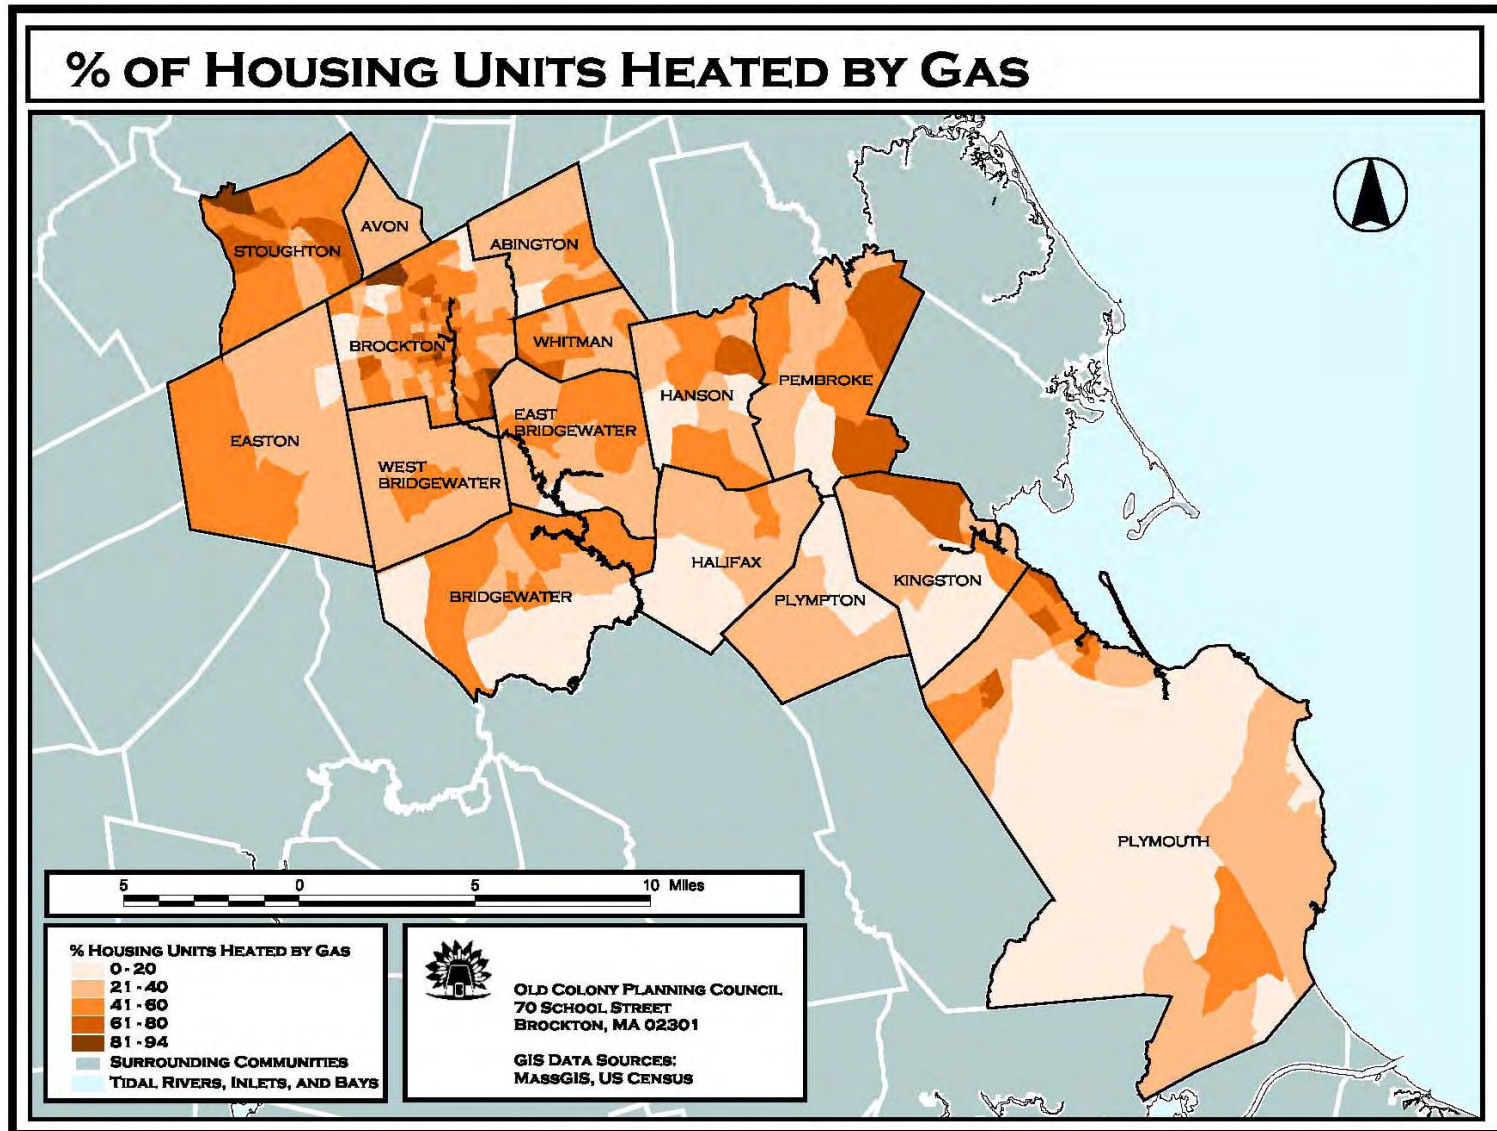 % OF HOUSING UNITS HEATED BY GAS
STOUGHTON
AVON
ABINGTON
BROCKTON
WHITMAN
HANSON
PEMBROKE
EASTON
EAST
BRIDGEWATER
WEST
BRIDGEWATER
BRIDGEWATER
HALIFAX
PLYMPTON
KINGSTON
PLYMOUTH
5 0 5 10 Miles
% HOUSING UNITS HEATED BY GAS
0 - 20
21 - 40
41 - 60
61 - 80
81 - 94
SURROUNDING COMMUNITIES
TIDAL RIVERS, INLETS, AND BAYS
OLD COLONY PLANNING COUNCIL
70 SCHOOL STREET
BROCKTON, MA 02301
GIS DATA SOURCES:
MASSGIS, US CENSUS